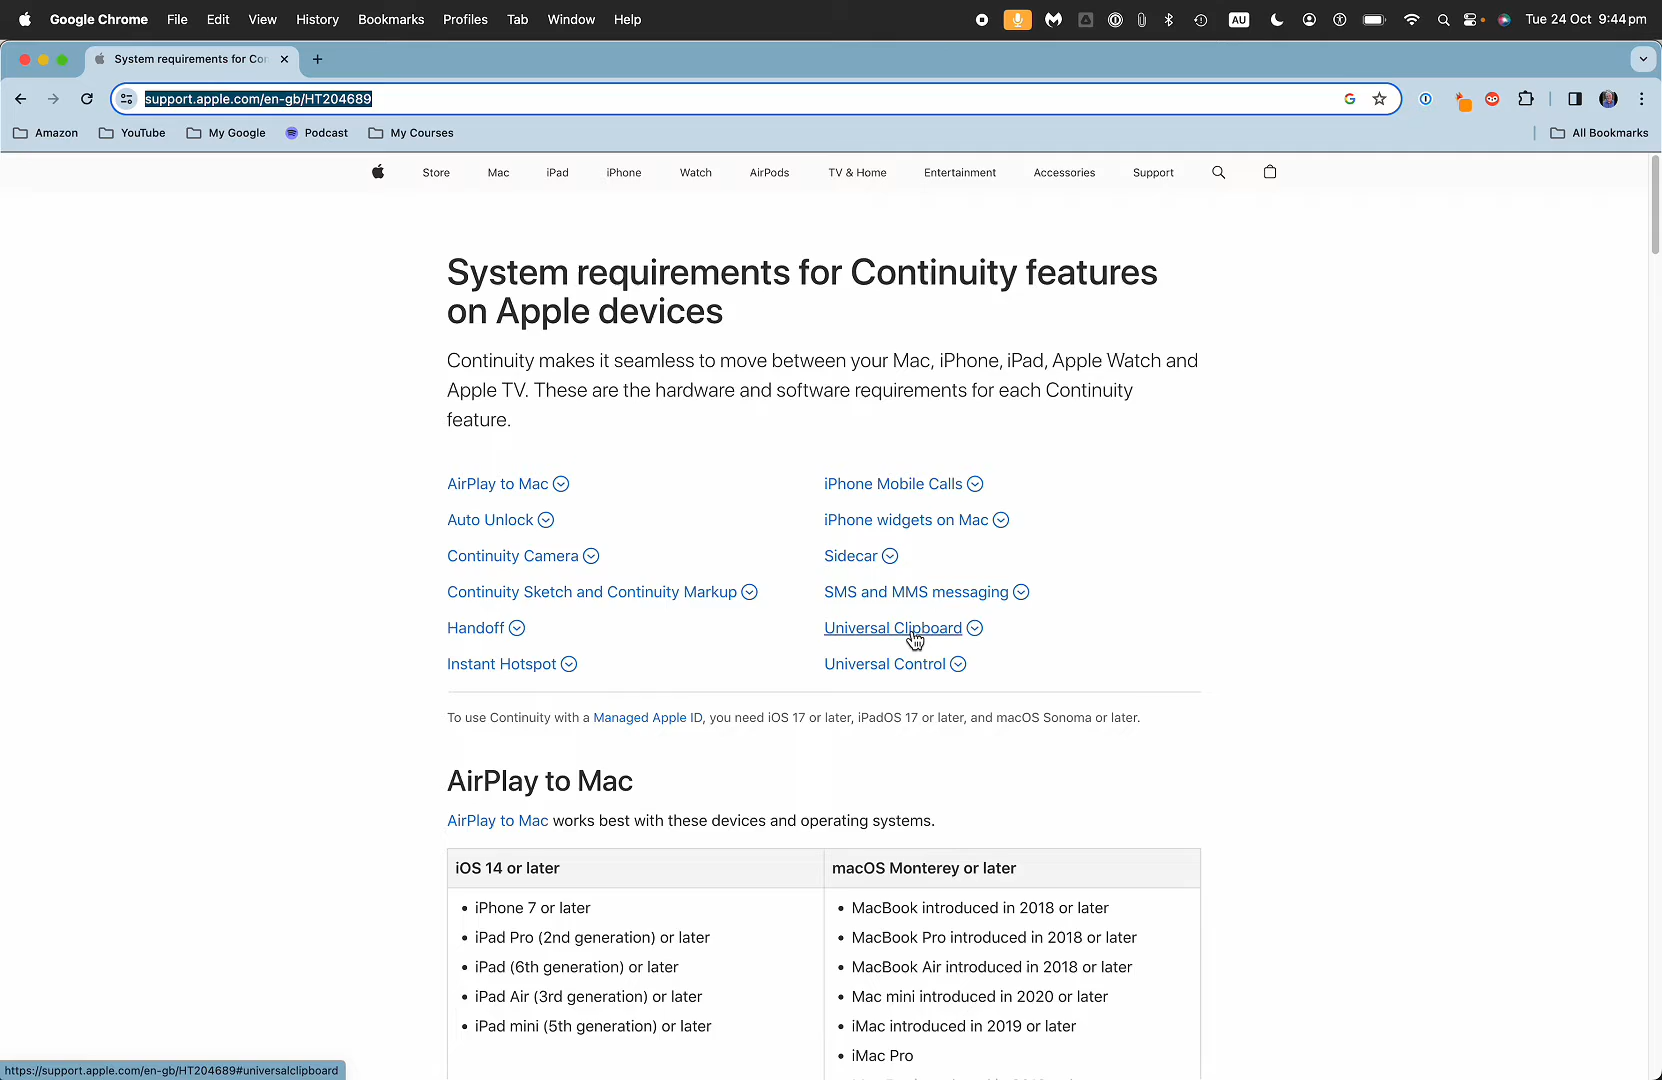 Google Chrome File Edit View History Bookmarks Profiles Tab Window Help AU Tue 24 Oct 9:44pm
System requirements for Con
support.apple.com/en-gb/HT204689
Amazon YouTube My Google Podcast My Courses All Bookmarks
Store Mac iPad iPhone Watch AirPods TV & Home Entertainment Accessories Support
System requirements for Continuity features
on Apple devices
Continuity makes it seamless to move between your Mac, iPhone, iPad, Apple Watch and
Apple TV. These are the hardware and software requirements for each Continuity
feature.
AirPlay to Mac
Auto Unlock
Continuity Camera
Continuity Sketch and Continuity Markup
Handoff
Instant Hotspot
iPhone Mobile Calls
iPhone widgets on Mac
Sidecar
SMS and MMS messaging
Universal Clipboard
Universal Control
To use Continuity with a Managed Apple ID, you need iOS 17 or later, iPadOS 17 or later, and macOS Sonoma or later.
AirPlay to Mac
AirPlay to Mac works best with these devices and operating systems.
iOS 14 or later
• iPhone 7 or later
• iPad Pro (2nd generation) or later
• iPad (6th generation) or later
• iPad Air (3rd generation) or later
• iPad mini (5th generation) or later
macOS Monterey or later
• MacBook introduced in 2018 or later
• MacBook Pro introduced in 2018 or later
• MacBook Air introduced in 2018 or later
• Mac mini introduced in 2020 or later
• iMac introduced in 2019 or later
• iMac Pro
https://support.apple.com/en-gb/HT204689#universalclipboard